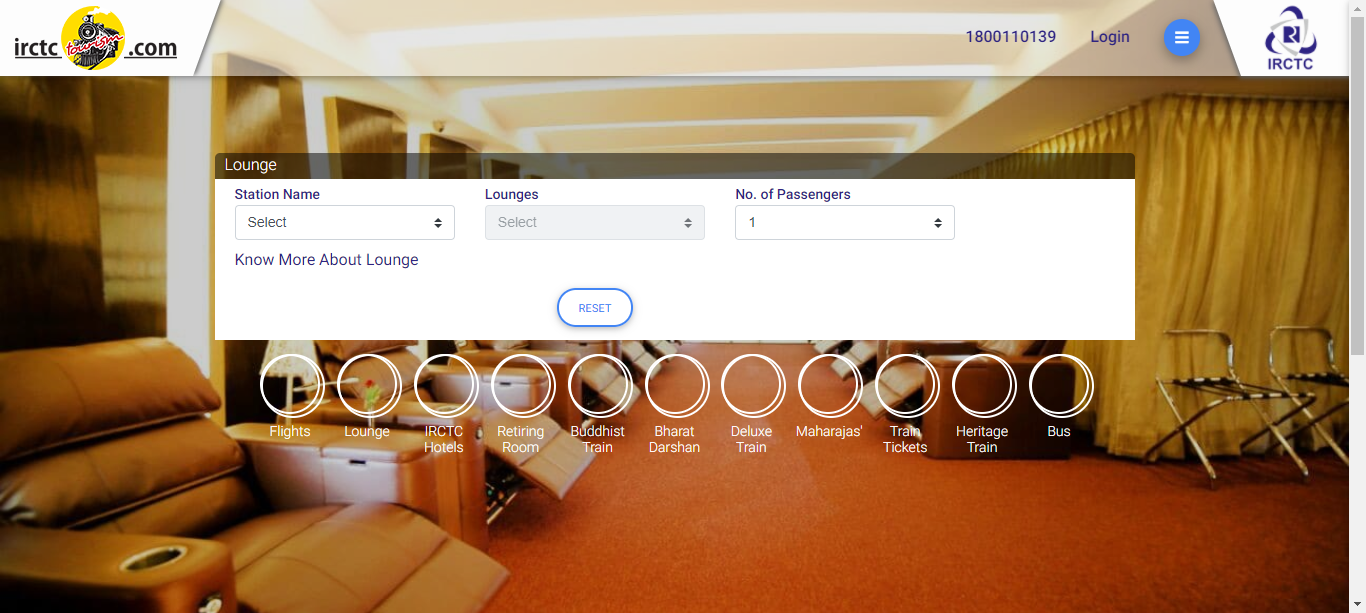 irctc tourism .com
1800110139
Login
IRCTC
Lounge
Station Name
Lounges
No. of Passengers
Select
Select
1
Know More About Lounge
RESET
Flights
Lounge
IRCTC
Hotels
Retiring
Room
Buddhist
Train
Bharat
Darshan
Deluxe
Train
Maharajas'
Train
Tickets
Heritage
Train
Bus